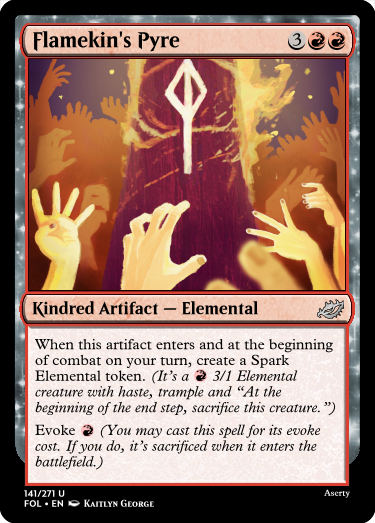 Flamekin's Pyre 3
Kindred Artifact — Elemental
When this artifact enters and at the beginning
of combat on your turn, create a Spark
Elemental token. (It's a 3/1 Elemental
creature with haste, trample and “At the
beginning of the end step, sacrifice this creature.”)
Evoke (You may cast this spell for its evoke
cost. If you do, it's sacrificed when it enters the
battlefield.)
141/271 U Aserty
FOL • EN Kaitlyn George